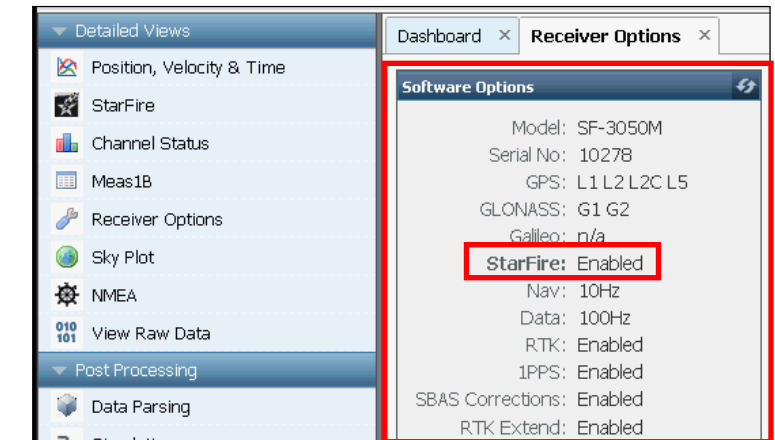 Detailed Views
Position, Velocity & Time
StarFire
Channel Status
Meas1B
Receiver Options
Sky Plot
NMEA
010
101
View Raw Data
Post Processing
Data Parsing
Dashboard ×
Receiver Options ×
Software Options
Model: SF-3050M
Serial No: 10278
GPS: L1 L2 L2C L5
GLONASS: G1 G2
Galileo: n/a
StarFire: Enabled
Nav: 10Hz
Data: 100Hz
RTK: Enabled
1PPS: Enabled
SBAS Corrections: Enabled
RTK Extend: Enabled